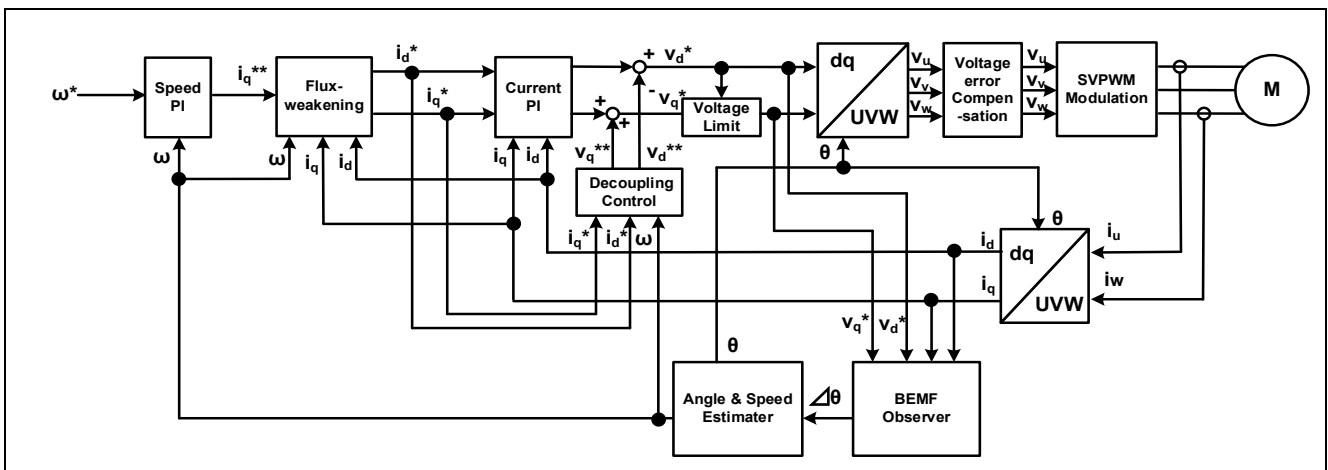 ω*
Speed
PI
iq**
Flux-
weakening
id*
iq*
Current
PI
+
vd*
-
+
+
vq*
Voltage
Limit
dq
UVW
vu
vv
vw
Voltage
error
Compen
-sation
vu
vv
vw
SVPWM
Modulation
M
ω
ω
iq
id
iq
id
vq**
vd**
Decoupling
Control
iq*
id*
ω
θ
θ
id
iq
dq
UVW
iu
iw
vq*
vd*
θ
Angle & Speed
Estimater
⊿θ
BEMF
Observer